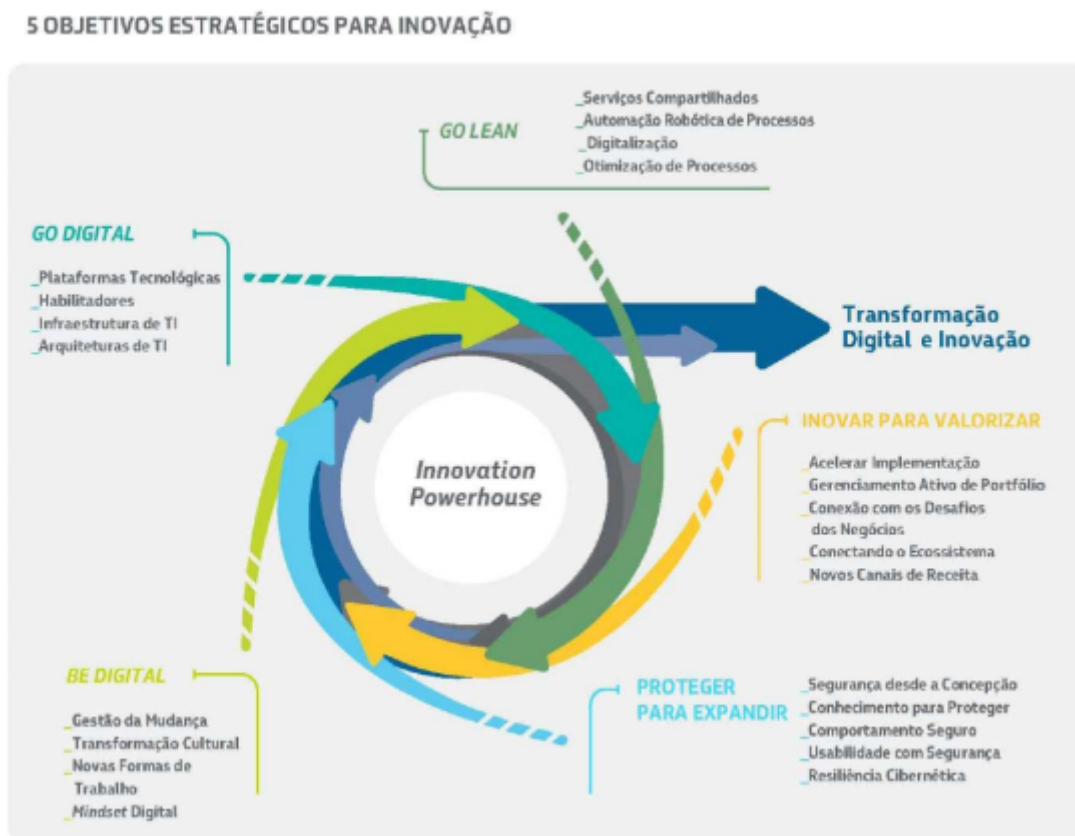 5 OBJETIVOS ESTRATÉGICOS PARA INOVAÇÃO
GO LEAN
_Serviços Compartilhados
_Automação Robótica de Processos
_Digitalização
_Otimização de Processos
GO DIGITAL
_Plataformas Tecnológicas
_Habilitadores
_Infraestrutura de TI
_Arquiteturas de TI
Transformação
Digital e Inovação
INOVAR PARA VALORIZAR
_Acelerar Implementação
_Gerenciamento Ativo de Portfólio
_Conexão com os Desafios
dos Negócios
_Conectando o Ecossistema
_Novos Canais de Receita
Innovation
Powerhouse
BE DIGITAL
_Gestão da Mudança
_Transformação Cultural
_Novas Formas de
Trabalho
_Mindset Digital
PROTEGER
PARA EXPANDIR
_Segurança desde a Concepção
_Conhecimento para Proteger
_Comportamento Seguro
_Usabilidade com Segurança
_Resiliência Cibernética